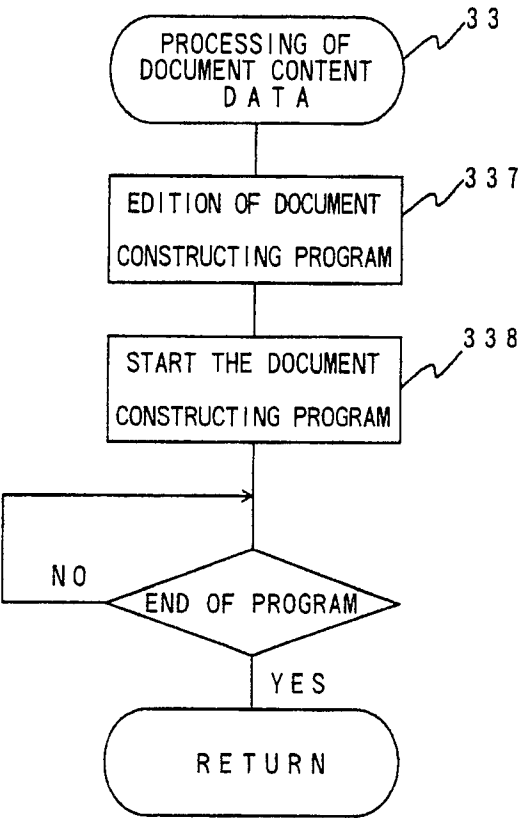 33
PROCESSING OF
DOCUMENT CONTENT
DATA
337
EDITION OF DOCUMENT
CONSTRUCTING PROGRAM
338
START THE DOCUMENT
CONSTRUCTING PROGRAM
NO
END OF PROGRAM
YES
RETURN